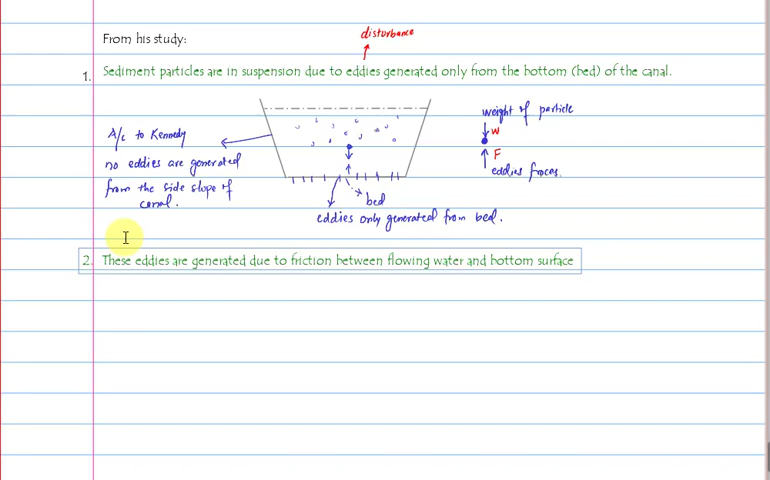 From his study:
disturbance
1. Sediment particles are in suspension due to eddies generated only from the bottom (bed) of the canal.
A/c to Kennedy
no eddies are generated
from the side slope of
canal.
bed
eddies only generated from bed.
weight of particle
W
F
eddies froces.
2. These eddies are generated due to friction between flowing water and bottom surface